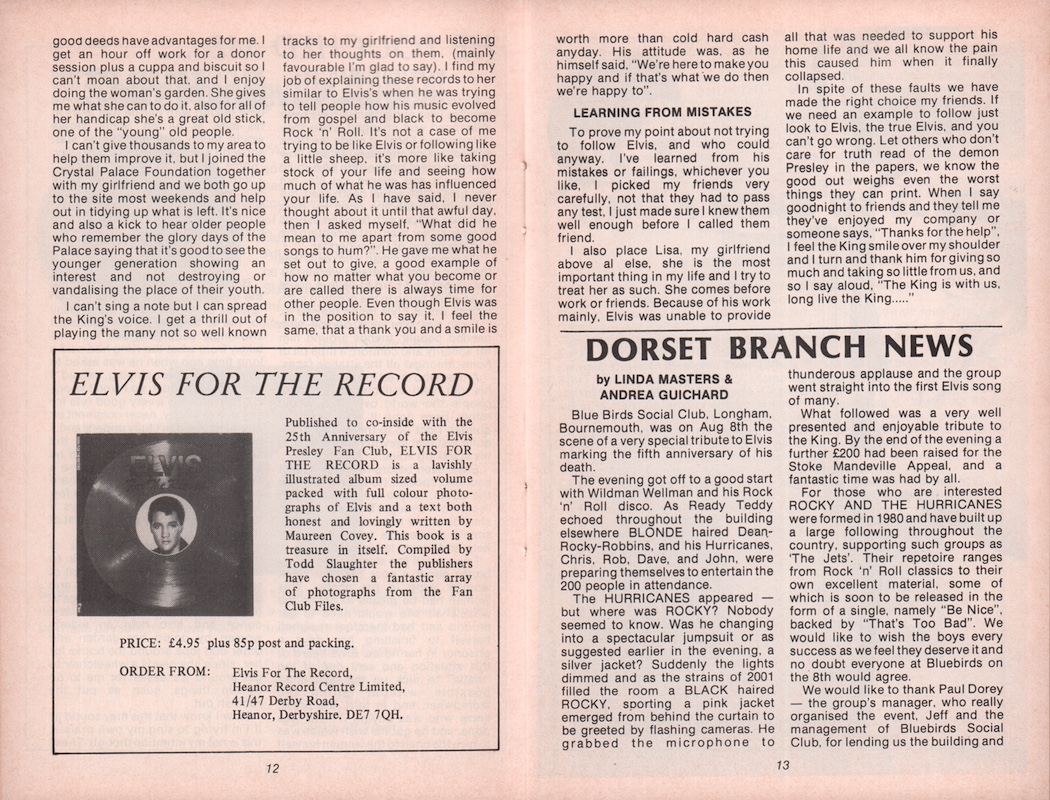 good deeds have advantages for me. I
get an hour off work for a donor
session plus a cuppa and biscuit so I
can't moan about that, and I enjoy
doing the woman's garden. She gives
me what she can to do it, also for all of
her handicap she's a great old stick,
one of the "young" old people.
I can't give thousands to my area to
help them improve it, but I joined the
Crystal Palace Foundation together
with my girlfriend and we both go up
to the site most weekends and help
out in tidying up what is left. It's nice
and also a kick to hear older people
who remember the glory days of the
Palace saying that it's good to see the
younger generation showing an
interest and not destroying or
vandalising the place of their youth.
I can't sing a note but I can spread
the King's voice. I get a thrill out of
playing the many not so well known
tracks to my girlfriend and listening
to her thoughts on them, (mainly
favourable I'm glad to say). I find my
job of explaining these records to her
similar to Elvis's when he was trying
to tell people how his music evolved
from gospel and black to become
Rock 'n' Roll. It's not a case of me
trying to be like Elvis or following like
a little sheep, it's more like taking
stock of your life and seeing how
much of what he was has influenced
your life. As I have said, I never
thought about it until that awful day,
then I asked myself, "What did he
mean to me apart from some good
songs to hum?". He gave me what he
set out to give, a good example of
how no matter what you become or
are called there is always time for
other people. Even though Elvis was
in the position to say it, I feel the
same, that a thank you and a smile is
ELVIS FOR THE RECORD
ELVIS
Published to co-inside with the
25th Anniversary of the Elvis
Presley Fan Club, ELVIS FOR
THE RECORD is a lavishly
illustrated album sized volume
packed with full colour photo-
graphs of Elvis and a text both
honest and lovingly written by
Maureen Covey. This book is a
treasure in itself. Compiled by
Todd Slaughter the publishers
have chosen a fantastic array
of photographs from the Fan
Club Files.
PRICE: £4.95 plus 85p post and packing.
ORDER FROM: Elvis For The Record,
Heanor Record Centre Limited,
41/47 Derby Road,
Heanor, Derbyshire. DE7 7QH.
12
worth more than cold hard cash
anyday. His attitude was, as he
himself said, "We're here to make you
happy and if that's what we do then
we're happy to".
LEARNING FROM MISTAKES
To prove my point about not trying
to follow Elvis, and who could
anyway, I've learned from his
mistakes or failings, whichever you
like, I picked my friends very
carefully, not that they had to pass
any test, I just made sure I knew them
well enough before I called them
friend.
I also place Lisa, my girlfriend
above al else, she is the most
important thing in my life and I try to
treat her as such. She comes before
work or friends. Because of his work
mainly, Elvis was unable to provide
all that was needed to support his
home life and we all know the pain
this caused him when it finally
collapsed.
In spite of these faults we have
made the right choice my friends. If
we need an example to follow just
look to Elvis, the true Elvis, and you
can't go wrong. Let others who don't
care for truth read of the demon
Presley in the papers, we know the
good out weighs even the worst
things they can print. When I say
goodnight to friends and they tell me
they've enjoyed my company or
someone says, "Thanks for the help",
I feel the King smile over my shoulder
and I turn and thank him for giving so
much and taking so little from us, and
so I say aloud, "The King is with us,
long live the King....."
DORSET BRANCH NEWS
by LINDA MASTERS &
ANDREA GUICHARD
Blue Birds Social Club, Longham,
Bournemouth, was on Aug 8th the
scene of a very special tribute to Elvis
marking the fifth anniversary of his
death.
The evening got off to a good start
with Wildman Wellman and his Rock
'n' Roll disco. As Ready Teddy
echoed throughout the building
elsewhere BLONDE haired Dean-
Rocky-Robbins, and his Hurricanes,
Chris, Rob, Dave, and John, were
preparing themselves to entertain the
200 people in attendance.
The HURRICANES appeared —
but where was ROCKY? Nobody
seemed to know. Was he changing
into a spectacular jumpsuit or as
suggested earlier in the evening, a
silver jacket? Suddenly the lights
dimmed and as the strains of 2001
filled the room a BLACK haired
ROCKY, sporting a pink jacket
emerged from behind the curtain to
be greeted by flashing cameras. He
grabbed the microphone to
thunderous applause and the group
went straight into the first Elvis song
of many.
What followed was a very well
presented and enjoyable tribute to
the King. By the end of the evening a
further £200 had been raised for the
Stoke Mandeville Appeal, and a
fantastic time was had by all.
For those who are interested
ROCKY AND THE HURRICANES
were formed in 1980 and have built up
a large following throughout the
country, supporting such groups as
'The Jets'. Their repetoire ranges
from Rock 'n' Roll classics to their
own excellent material, some of
which is soon to be released in the
form of a single, namely "Be Nice",
backed by "That's Too Bad". We
would like to wish the boys every
success as we feel they deserve it and
no doubt everyone at Bluebirds on
the 8th would agree.
We would like to thank Paul Dorey
— the group's manager, who really
organised the event, Jeff and the
management of Bluebirds Social
Club, for lending us the building and
13